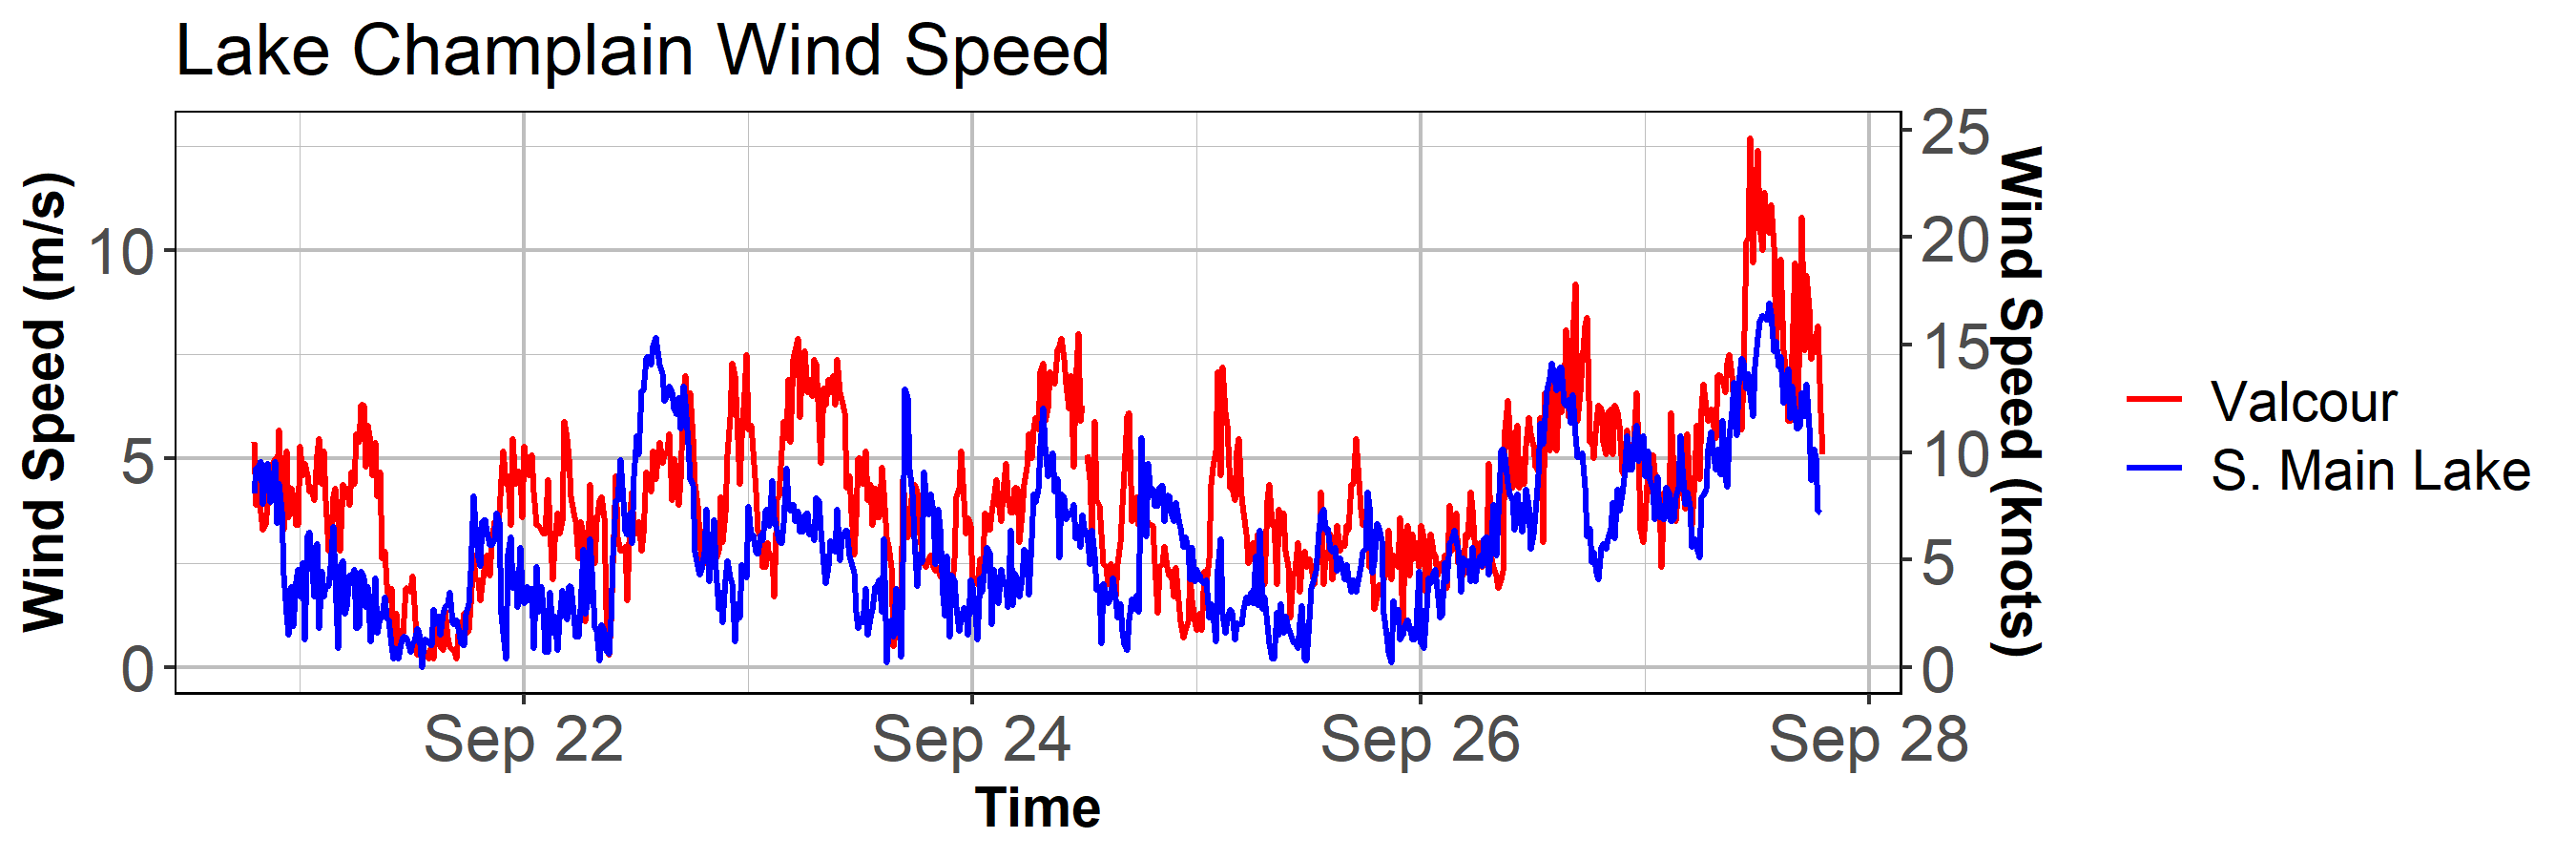 Lake Champlain Wind Speed
Wind Speed (m/s)
10
5
0
25
20
15
10
5
0
Wind Speed (knots)
Sep 22
Sep 24
Sep 26
Sep 28
Time
Valcour
S. Main Lake